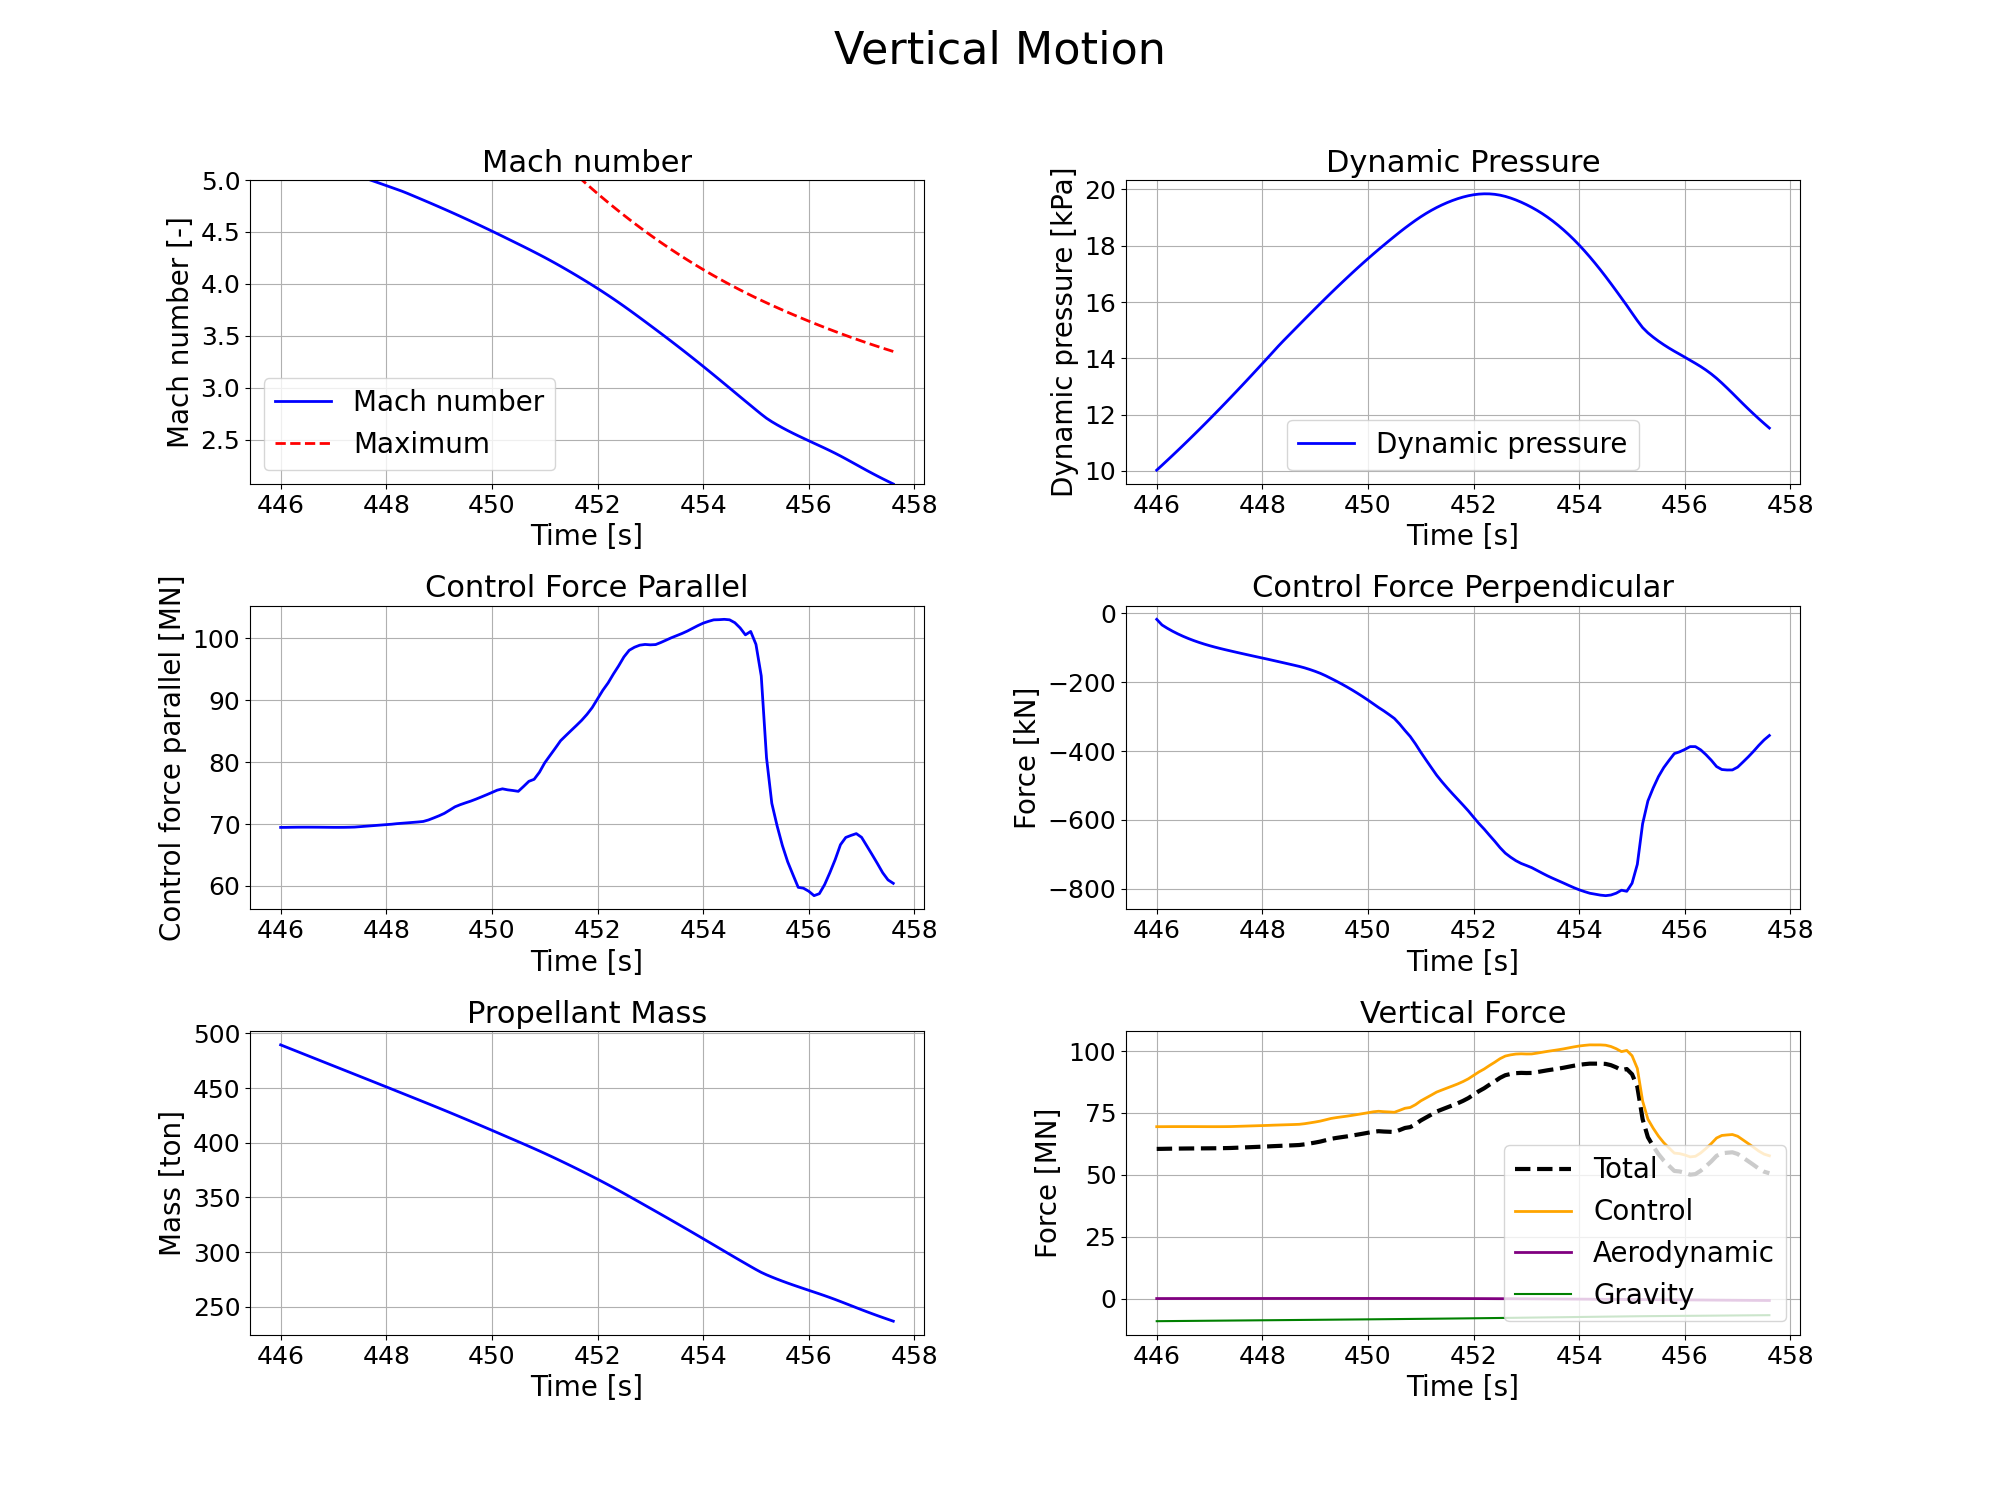 Vertical Motion
Mach number
Mach number [-]
5.0
4.5
4.0
3.5
3.0
2.5
Mach number
Maximum
446 448 450 452 454 456 458
Time [s]
Dynamic Pressure
Dynamic pressure [kPa]
20
18
16
14
12
10
Dynamic pressure
446 448 450 452 454 456 458
Time [s]
Control Force Parallel
Control force parallel [MN]
100
90
80
70
60
446 448 450 452 454 456 458
Time [s]
Control Force Perpendicular
Force [kN]
0
−200
−400
−600
−800
446 448 450 452 454 456 458
Time [s]
Propellant Mass
Mass [ton]
500
450
400
350
300
250
446 448 450 452 454 456 458
Time [s]
Vertical Force
Force [MN]
100
75
50
25
0
Total
Control
Aerodynamic
Gravity
446 448 450 452 454 456 458
Time [s]